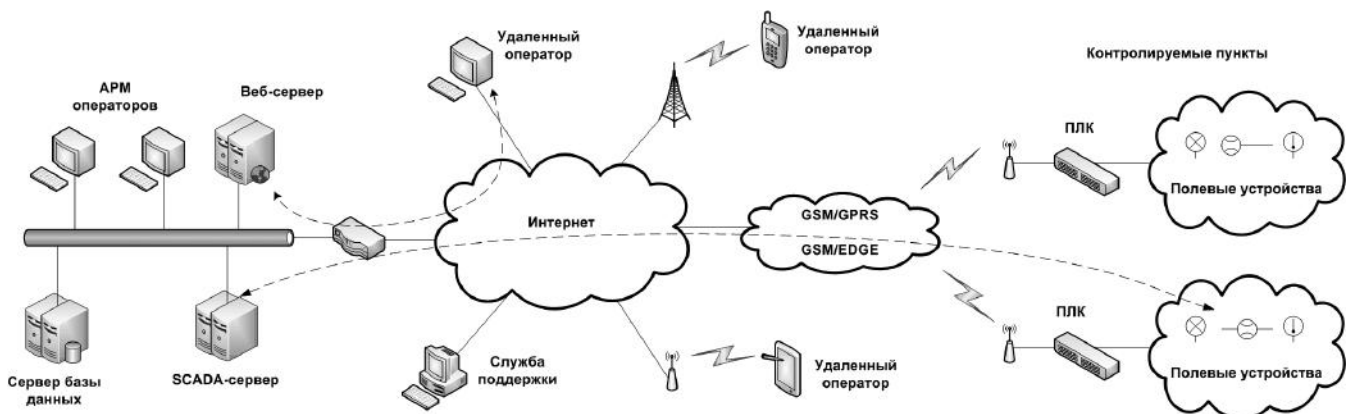 АРМ
операторов
Веб-сервер
Удаленный
оператор
Удаленный
оператор
Контролируемые пункты
ПЛК
Полевые устройства
Интернет
GSM/GPRS
GSM/EDGE
ПЛК
Полевые устройства
Сервер базы
данных
SCADA-сервер
Служба
поддержки
Удаленный
оператор